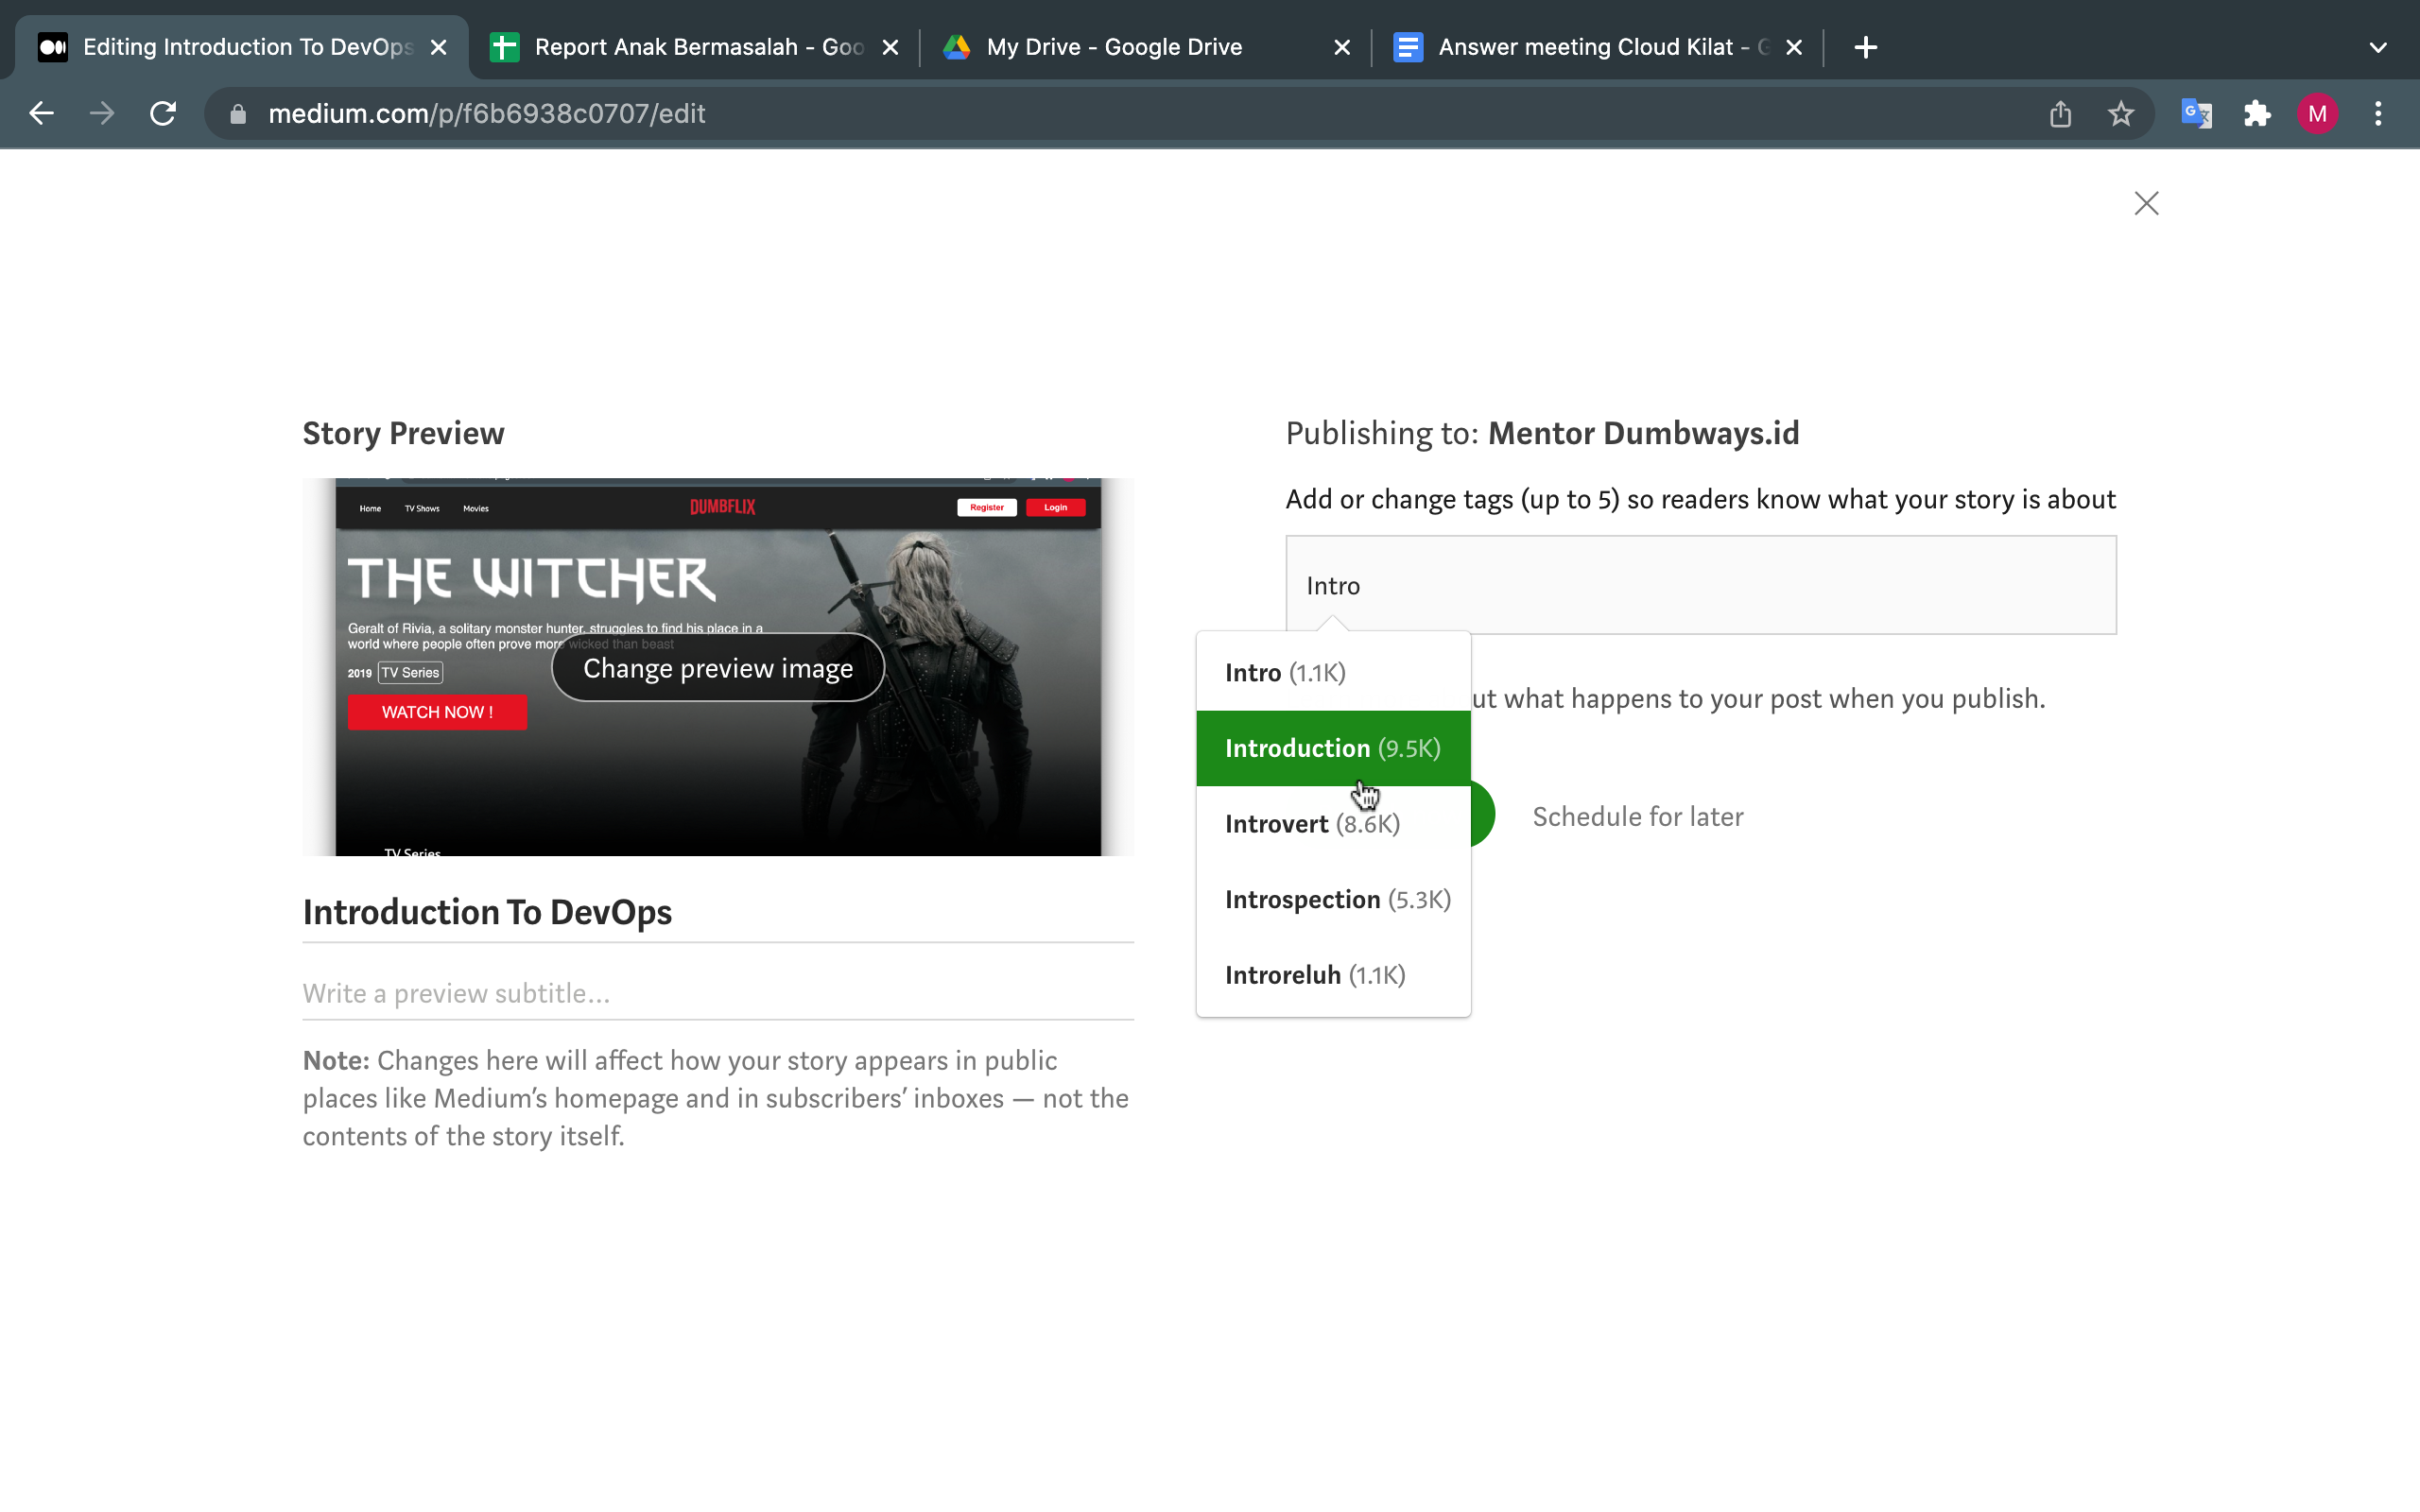 Editing Introduction To DevOps
Report Anak Bermasalah - Goo
My Drive - Google Drive
Answer meeting Cloud Kilat - G
medium.com/p/f6b6938c0707/edit
M
Story Preview
Home
TV Shows
Movies
DUMBFLIX
Register
Login
THE WITCHER
Geralt of Rivia, a solitary monster hunter, struggles to find his place in a
world where people often prove more wicked than beast
2019 TV Series
WATCH NOW !
Change preview image
TV Series
Introduction To DevOps
Write a preview subtitle...
Note: Changes here will affect how your story appears in public
places like Medium's homepage and in subscribers' inboxes — not the
contents of the story itself.
Publishing to: Mentor Dumbways.id
Add or change tags (up to 5) so readers know what your story is about
Intro
Intro (1.1K)
Introduction (9.5K)
Introvert (8.6K)
Introspection (5.3K)
Introreluh (1.1K)
ut what happens to your post when you publish.
Schedule for later